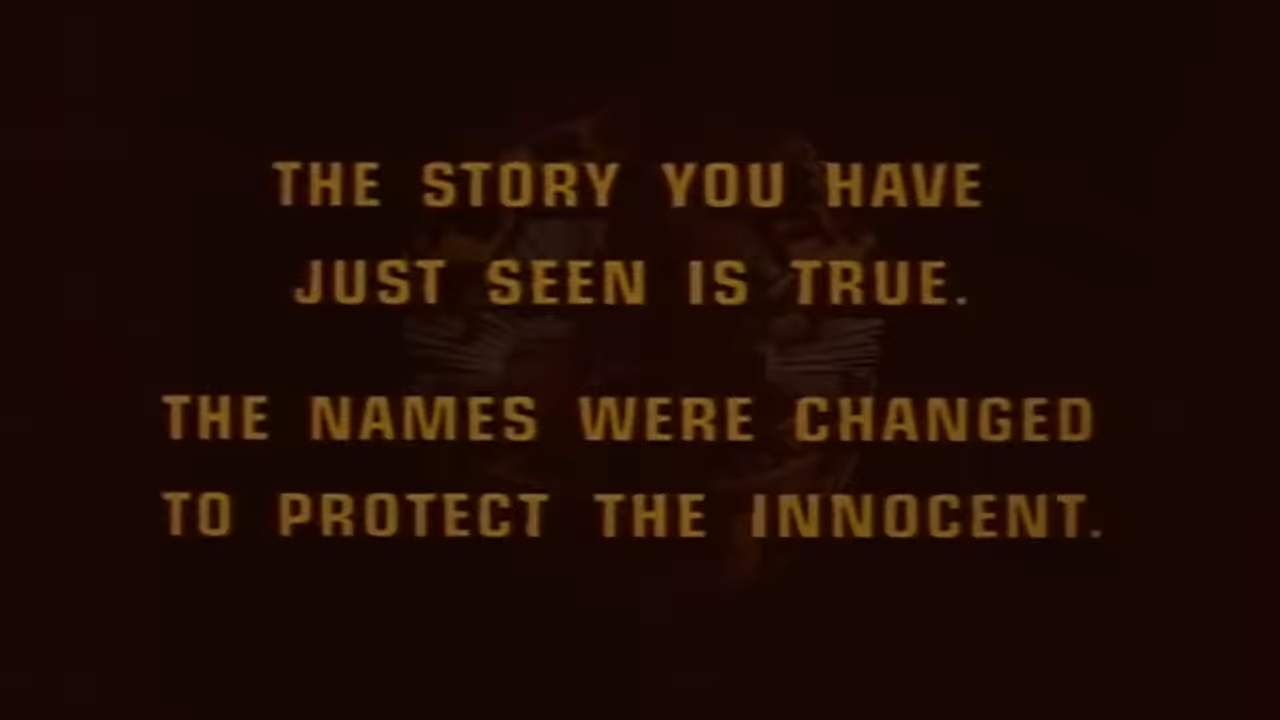 THE STORY YOU HAVE
JUST SEEN IS TRUE.
THE NAMES WERE CHANGED
TO PROTECT THE INNOCENT.